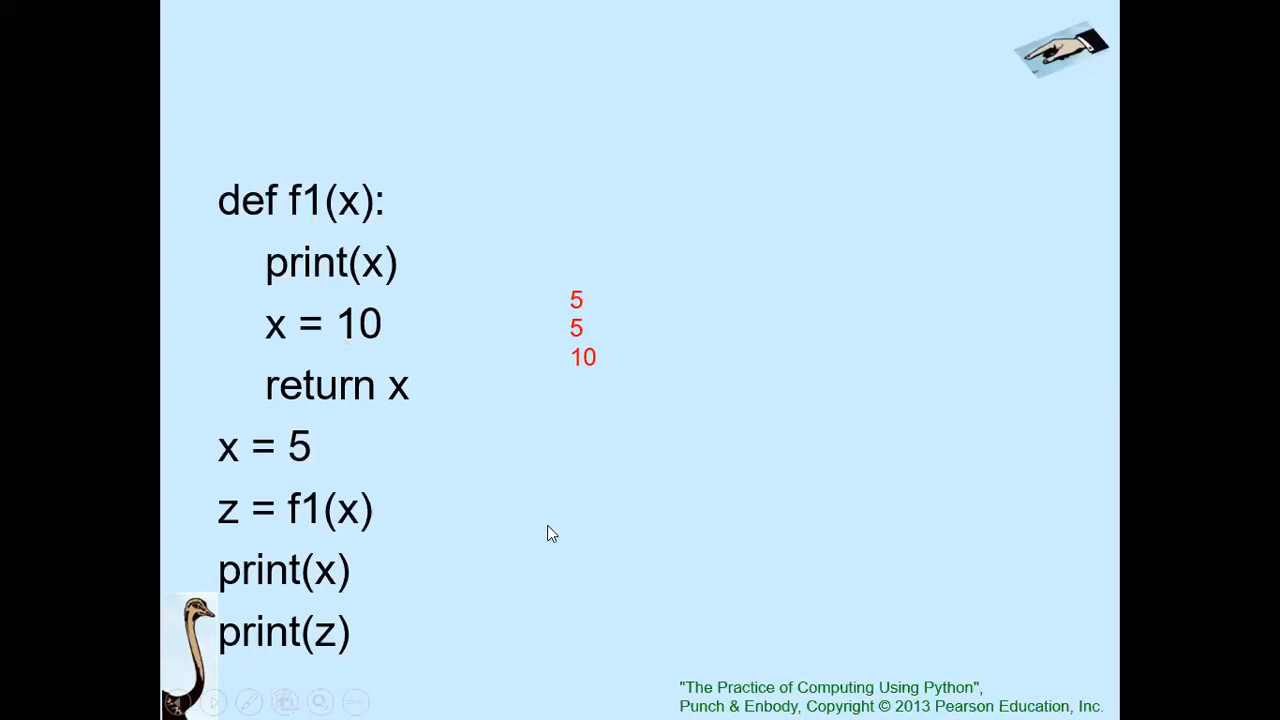 def f1(x):
print(x)
x = 10
return x
x = 5
z = f1(x)
print(x)
print(z)
5
5
10
"The Practice of Computing Using Python",
Punch & Enbody, Copyright © 2013 Pearson Education, Inc.